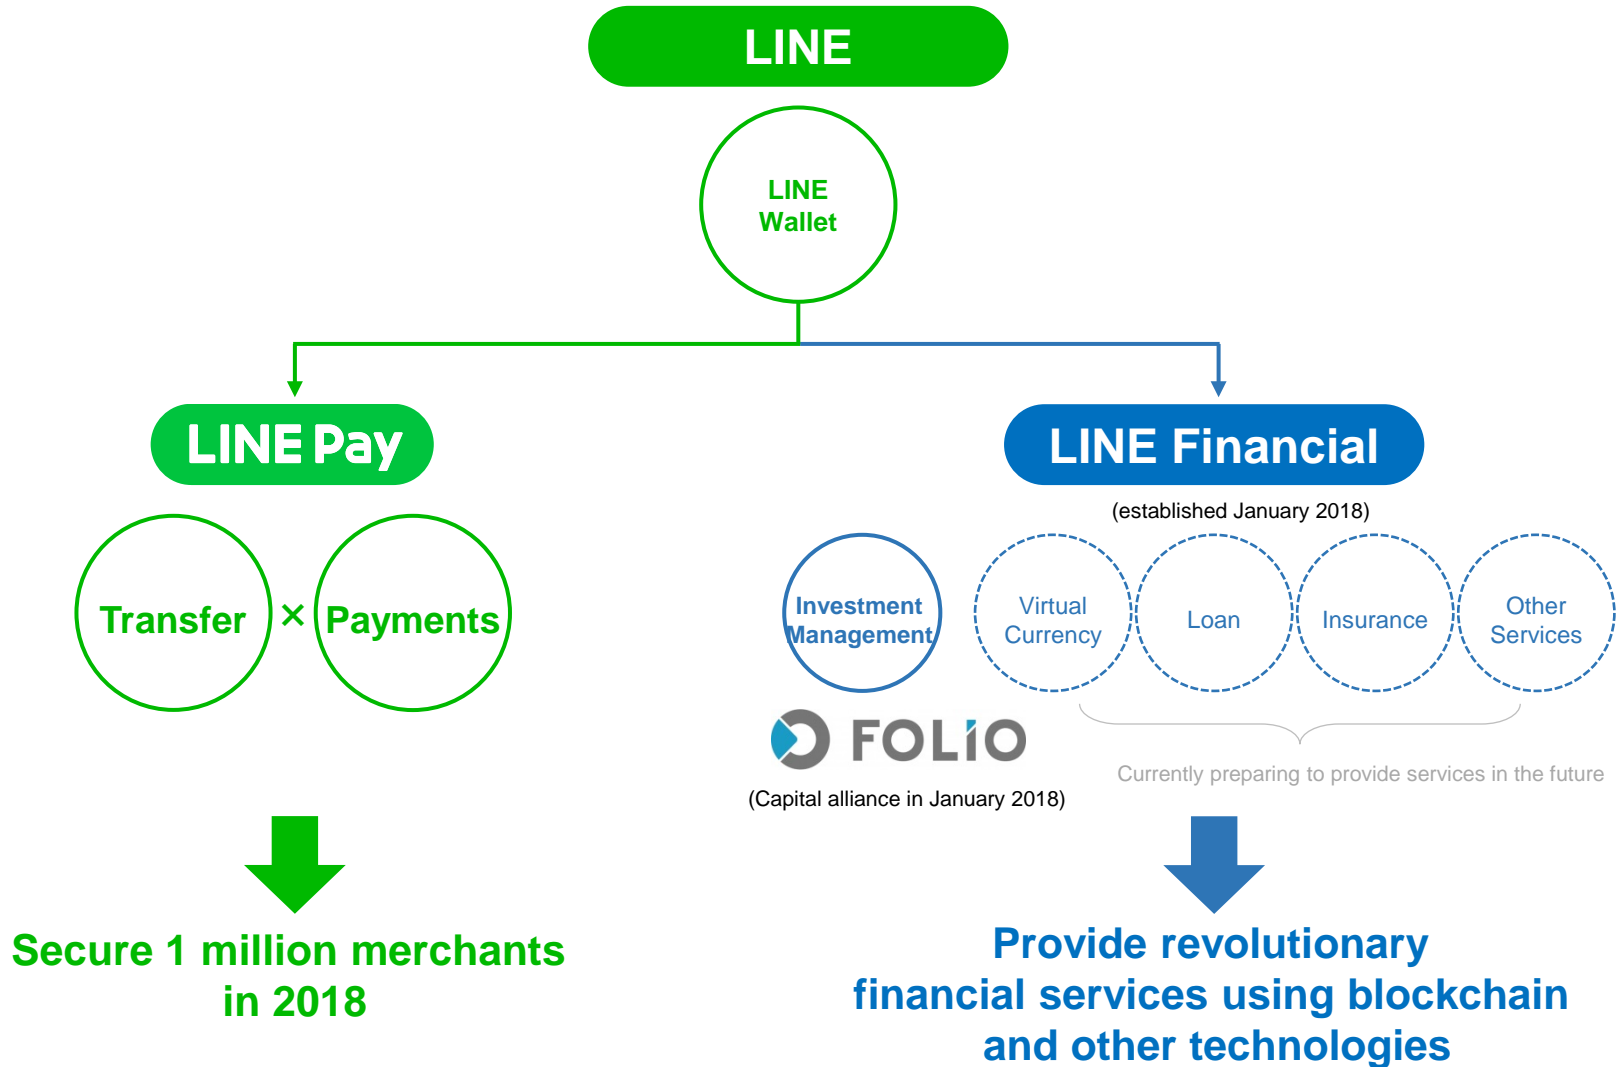 LINE
LINE
Wallet
LINE Pay
LINE Financial
(established January 2018)
Transfer
×
Payments
Investment
Management
Virtual
Currency
Loan
Insurance
Other
Services
FOLiO
(Capital alliance in January 2018)
Currently preparing to provide services in the future
Secure 1 million merchants
in 2018
Provide revolutionary
financial services using blockchain
and other technologies